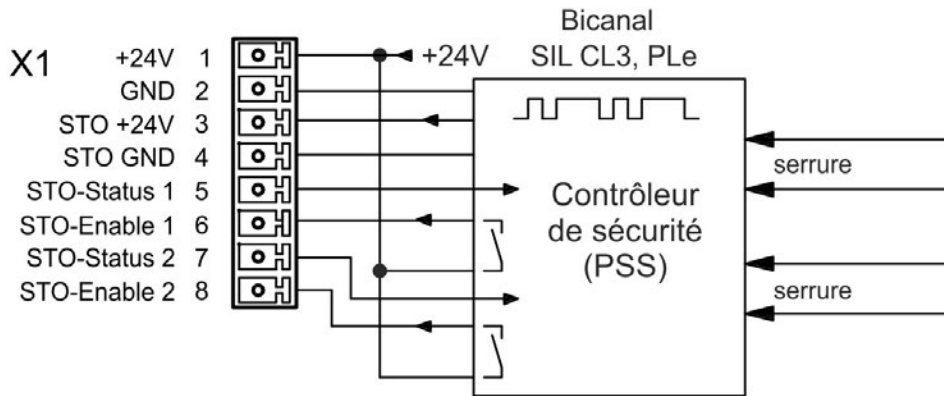 X1
+24V 1
GND 2
STO +24V 3
STO GND 4
STO-Status 1 5
STO-Enable 1 6
STO-Status 2 7
STO-Enable 2 8
+24V
Bicanal
SIL CL3, PLe
Contrôleur
de sécurité
(PSS)
serrure
serrure